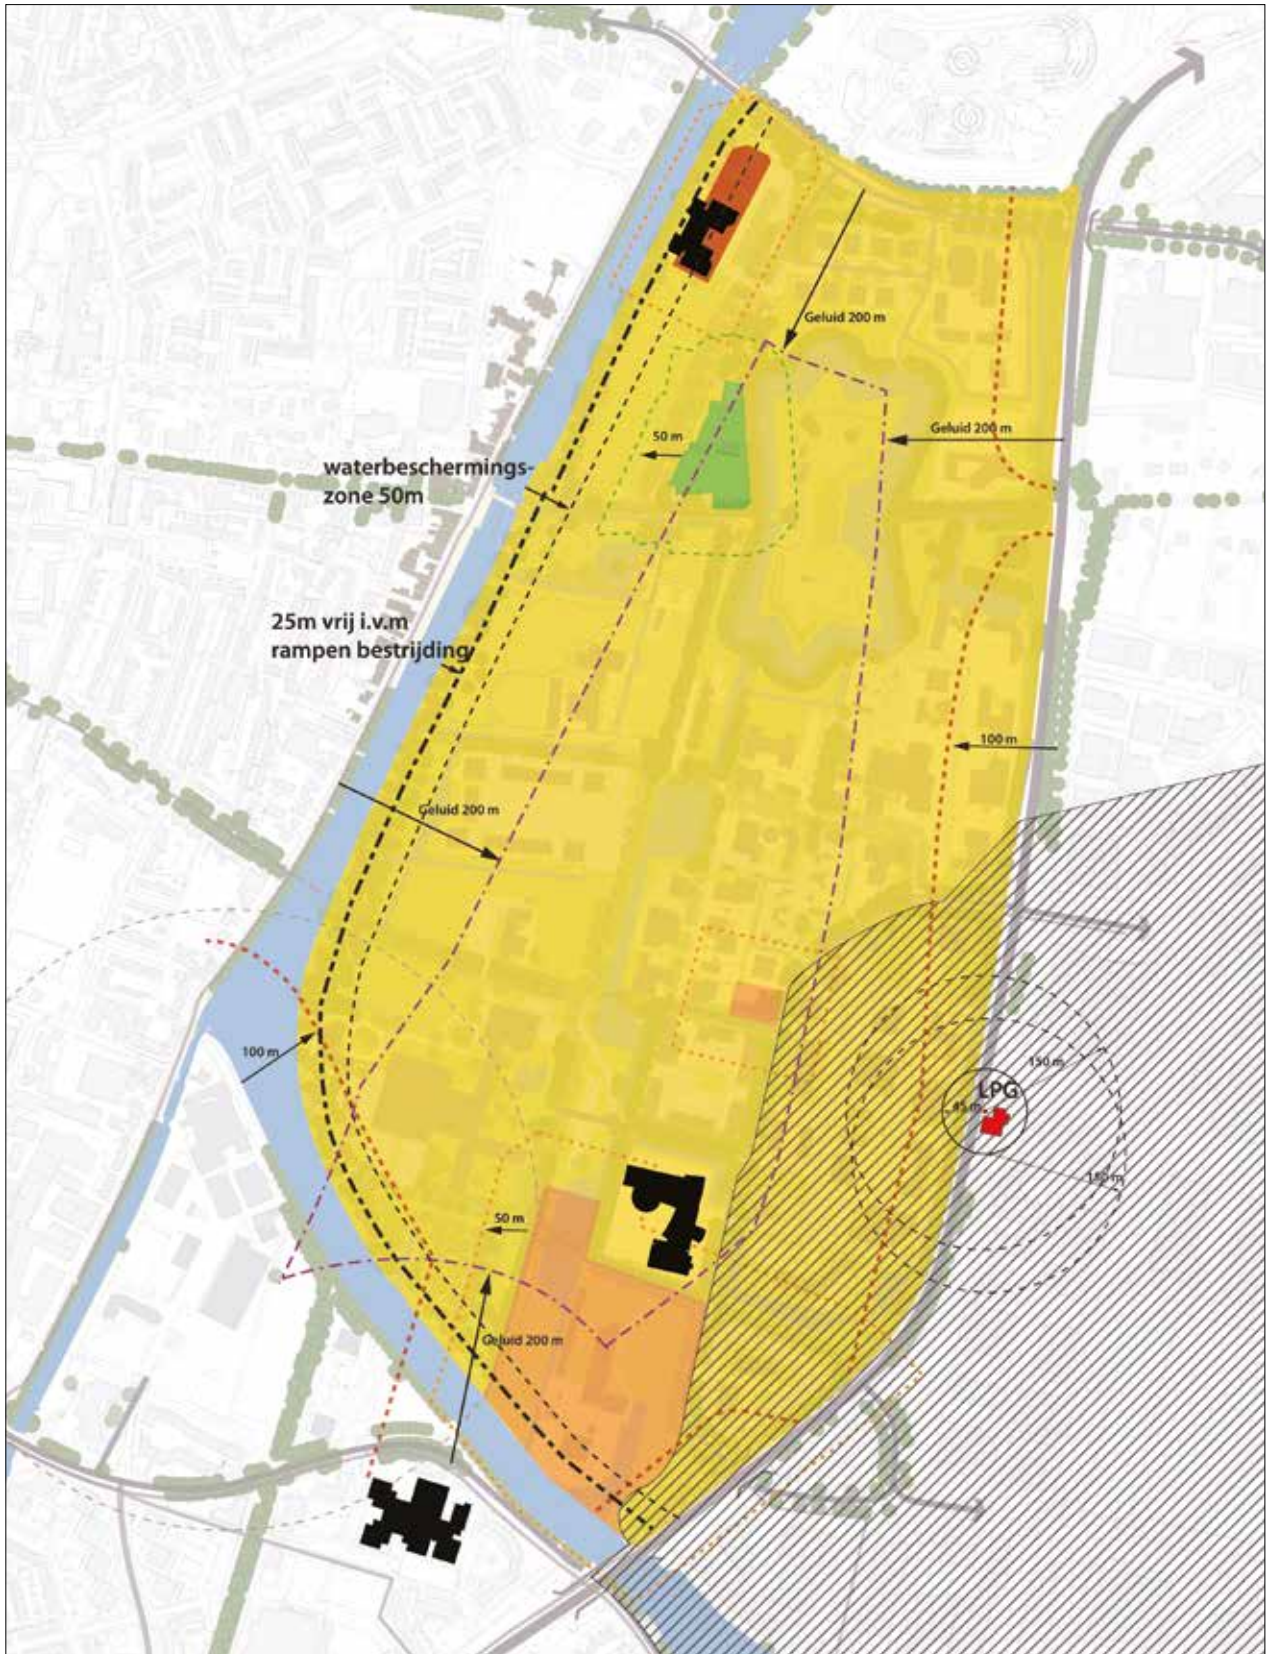 Geluid 200 m
50 m
Geluid 200 m
waterbeschermings-
zone 50m
25m vrij i.v.m
rampen bestrijding
100 m
Geluid 200 m
100 m
150 m
LPG
45 m
150 m
50 m
Geluid 200 m